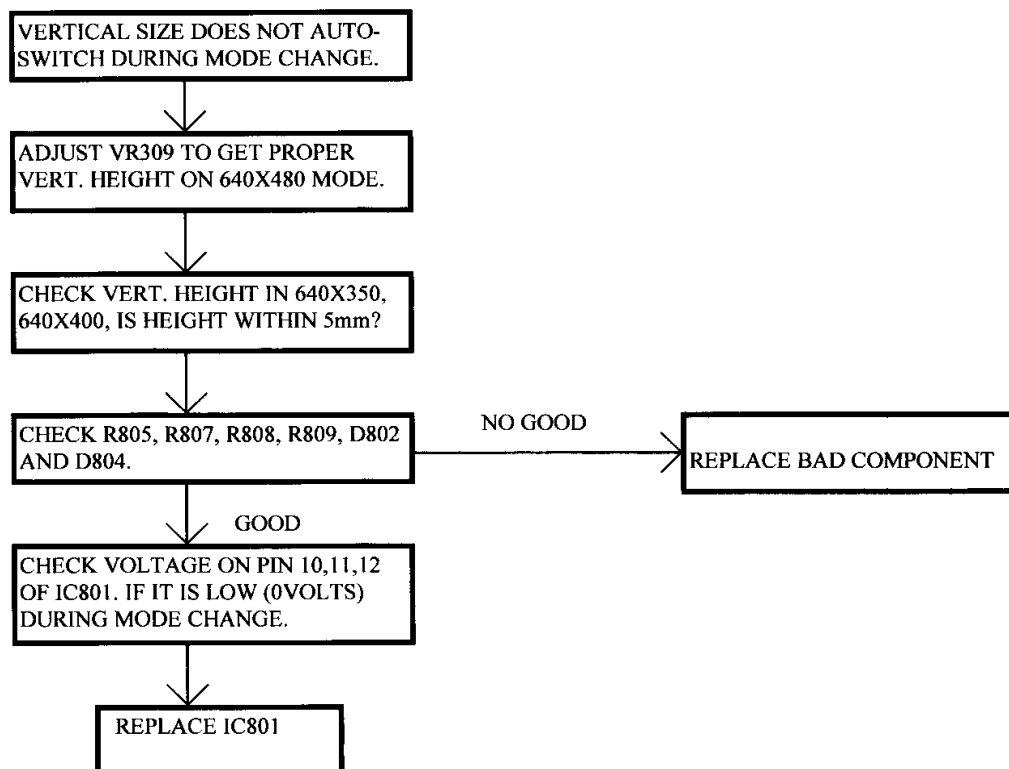 VERTICAL SIZE DOES NOT AUTO-
SWITCH DURING MODE CHANGE.
ADJUST VR309 TO GET PROPER
VERT. HEIGHT ON 640X480 MODE.
CHECK VERT. HEIGHT IN 640X350,
640X400, IS HEIGHT WITHIN 5mm?
CHECK R805, R807, R808, R809, D802
AND D804.
NO GOOD
REPLACE BAD COMPONENT
GOOD
CHECK VOLTAGE ON PIN 10,11,12
OF IC801. IF IT IS LOW (0VOLTS)
DURING MODE CHANGE.
REPLACE IC801